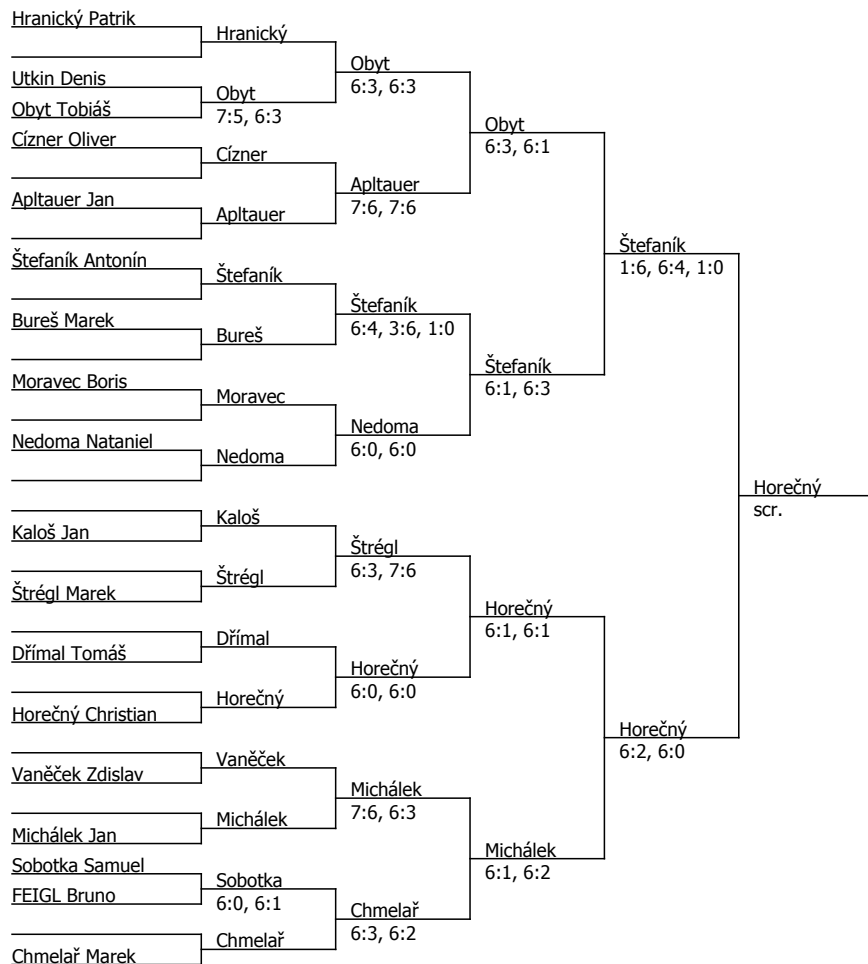 Hranický Patrik
Utkin Denis
Obyt Tobiáš
Cízner Oliver
Apltauer Jan
Štefaník Antonín
Bureš Marek
Moravec Boris
Nedoma Nataniel
Kaloš Jan
Štrégl Marek
Dřímal Tomáš
Horečný Christian
Vaněček Zdislav
Michálek Jan
Sobotka Samuel
FEIGL Bruno
Chmelař Marek
Hranický
Obyt
7:5, 6:3
Cízner
Apltauer
Štefaník
Bureš
Moravec
Nedoma
Kaloš
Štrégl
Dřímal
Horečný
Vaněček
Michálek
Sobotka
6:0, 6:1
Chmelař
Obyt
6:3, 6:3
Apltauer
7:6, 7:6
Štefaník
6:4, 3:6, 1:0
Nedoma
6:0, 6:0
Štrégl
6:3, 7:6
Horečný
6:0, 6:0
Michálek
7:6, 6:3
Chmelař
6:3, 6:2
Obyt
6:3, 6:1
Štefaník
6:1, 6:3
Horečný
6:1, 6:1
Michálek
6:1, 6:2
Štefaník
1:6, 6:4, 1:0
Horečný
6:2, 6:0
Horečný
scr.